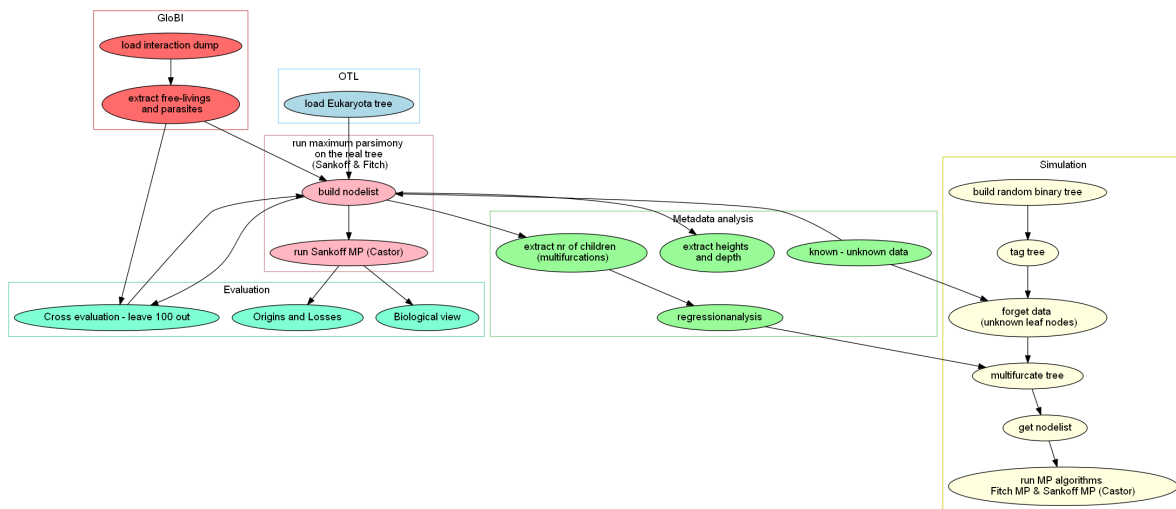 GloBI
load interaction dump
extract free-livings
and parasites
OTL
load Eukaryota tree
run maximum parsimony
on the real tree
(Sankoff & Fitch)
build nodelist
run Sankoff MP (Castor)
Evaluation
Cross evaluation - leave 100 out
Origins and Losses
Biological view
Metadata analysis
extract nr of children
(multifurcations)
extract heights
and depth
known - unknown data
regressionanalysis
Simulation
build random binary tree
tag tree
forget data
(unknown leaf nodes)
multifurcate tree
get nodelist
run MP algorithms
Fitch MP & Sankoff MP (Castor)